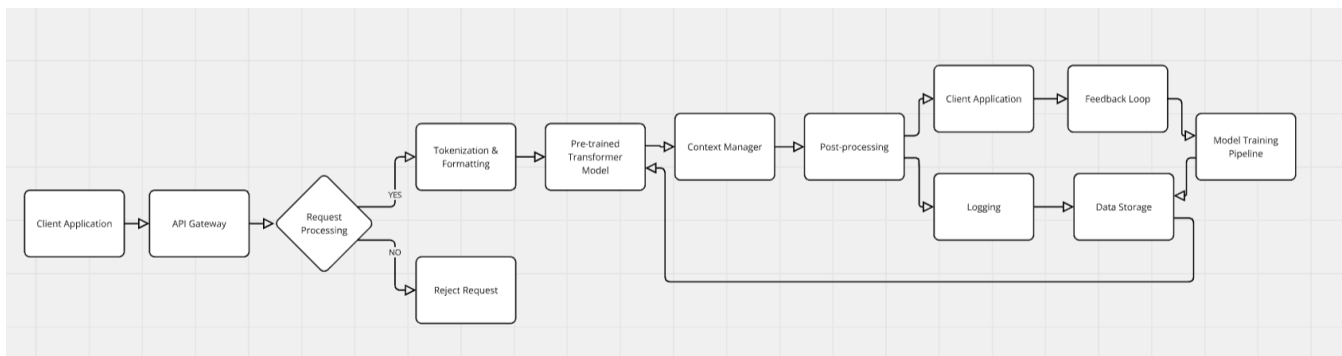 Client Application
API Gateway
Request
Processing
YES
NO
Tokenization &
Formatting
Reject Request
Pre-trained
Transformer
Model
Context Manager
Post-processing
Client Application
Feedback Loop
Model Training
Pipeline
Logging
Data Storage